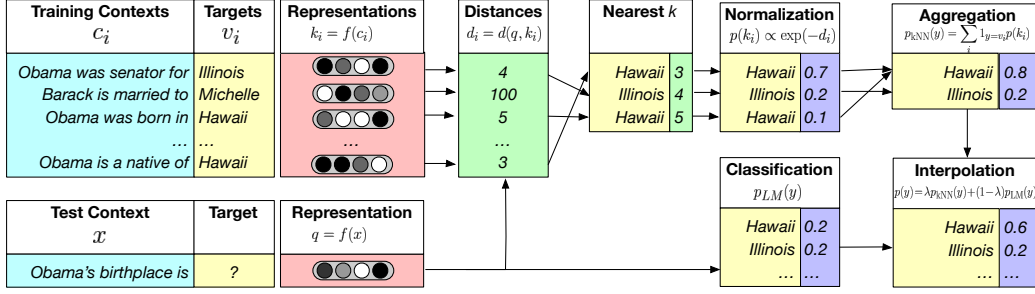 Training Contexts Targets
c_i v_i
Obama was senator for Illinois
Barack is married to Michelle
Obama was born in Hawaii
... ...
Obama is a native of Hawaii
Representations
k_i = f(c_i)
...
Distances
d_i = d(q, k_i)
4
100
5
...
3
Nearest k
Hawaii 3
Illinois 4
Hawaii 5
Normalization
p(k_i) ∝ exp(−d_i)
Hawaii 0.7
Illinois 0.2
Hawaii 0.1
Aggregation
p_kNN(y) = ∑_i 1_{y=v_i} p(k_i)
Hawaii 0.8
Illinois 0.2
Test Context Target
x
Obama's birthplace is ?
Representation
q = f(x)
Classification
p_LM(y)
Hawaii 0.2
Illinois 0.2
... ...
Interpolation
p(y) = λp_kNN(y) + (1−λ)p_LM(y)
Hawaii 0.6
Illinois 0.2
... ...